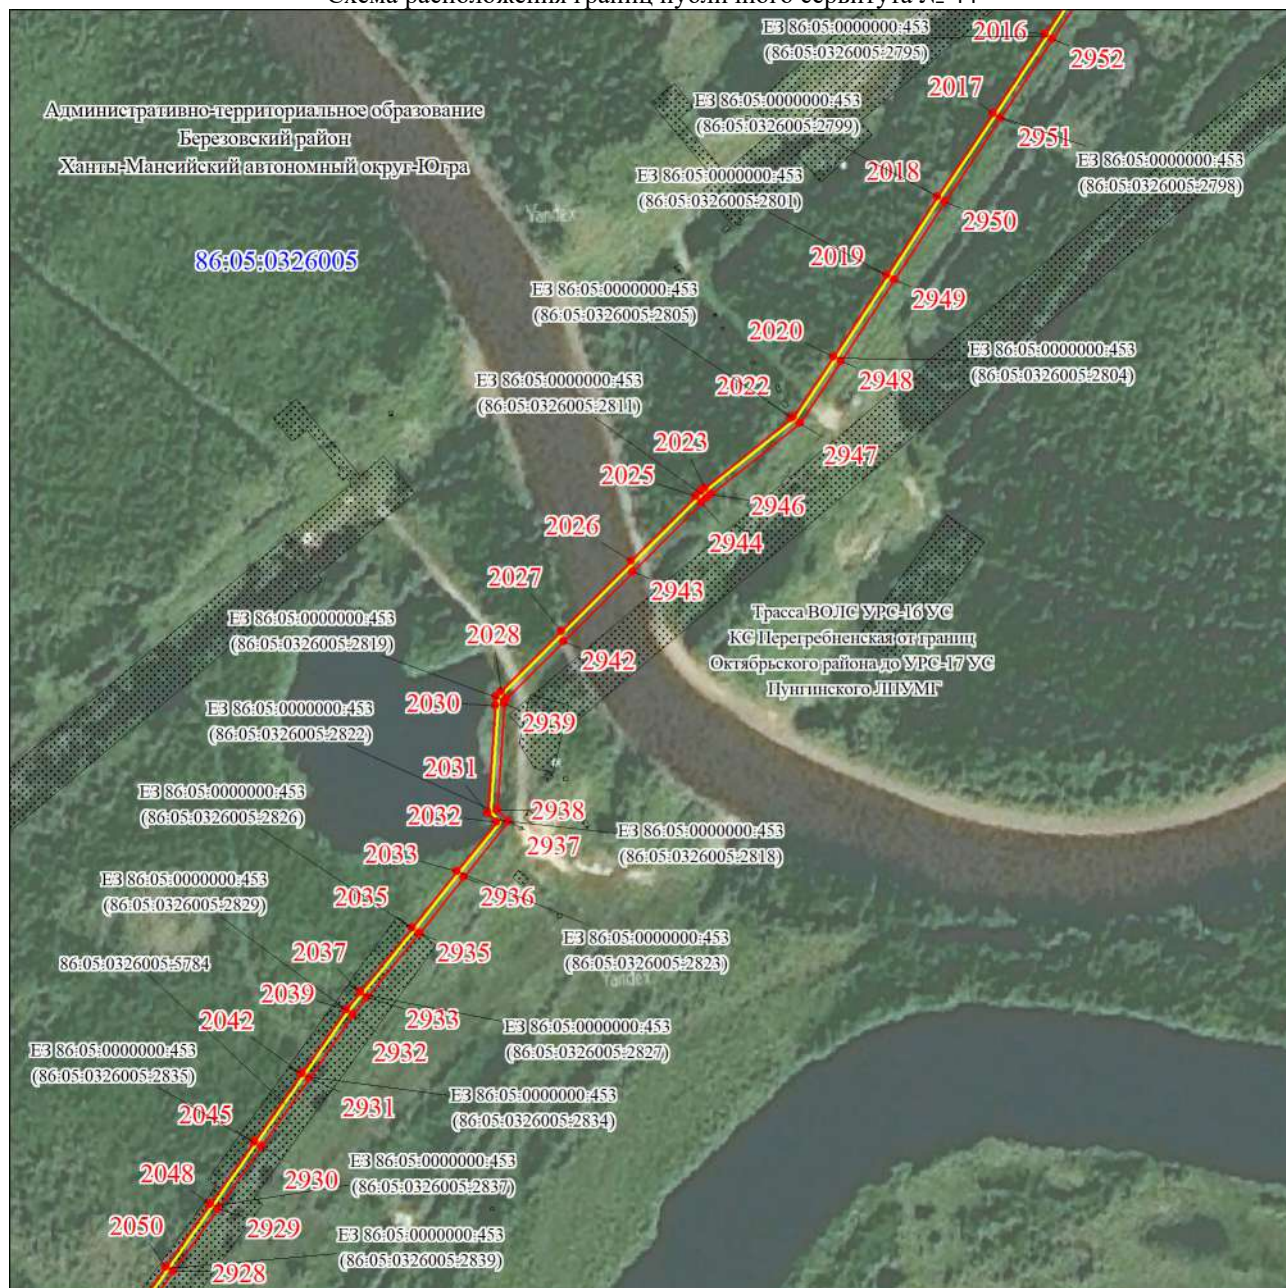 Схема расположения границ публичного сервитута № 44
ЕЗ 86:05:0000000:453
(86:05:0326005:2795)
2016
2952
Административно-территориальное образование
Березовский район
Ханты-Мансийский автономный округ-Югра
ЕЗ 86:05:0000000:453
(86:05:0326005:2799)
2017
2951
ЕЗ 86:05:0000000:453
(86:05:0326005:2798)
ЕЗ 86:05:0000000:453
(86:05:0326005:2801)
2018
2950
Yandex
86:05:0326005
2019
2949
ЕЗ 86:05:0000000:453
(86:05:0326005:2805)
2020
2948
ЕЗ 86:05:0000000:453
(86:05:0326005:2804)
ЕЗ 86:05:0000000:453
(86:05:0326005:2811)
2022
2947
2023
2025
2946
2944
2026
2943
2027
Трасса ВОЛС УРС-16 УС
КС Перегребненская от границ
Октябрьского района до УРС-17 УС
Пунгинского ЛПУМГ
ЕЗ 86:05:0000000:453
(86:05:0326005:2819)
2028
2942
2030
2939
ЕЗ 86:05:0000000:453
(86:05:0326005:2822)
2031
2938
2032
2937
ЕЗ 86:05:0000000:453
(86:05:0326005:2818)
ЕЗ 86:05:0000000:453
(86:05:0326005:2826)
2033
2936
ЕЗ 86:05:0000000:453
(86:05:0326005:2829)
2035
2935
ЕЗ 86:05:0000000:453
(86:05:0326005:2823)
Yandex
86:05:0326005:5784
2037
2039
2933
2932
ЕЗ 86:05:0000000:453
(86:05:0326005:2827)
2042
2931
ЕЗ 86:05:0000000:453
(86:05:0326005:2835)
ЕЗ 86:05:0000000:453
(86:05:0326005:2834)
2045
2930
ЕЗ 86:05:0000000:453
(86:05:0326005:2837)
2048
2929
2050
2928
ЕЗ 86:05:0000000:453
(86:05:0326005:2839)